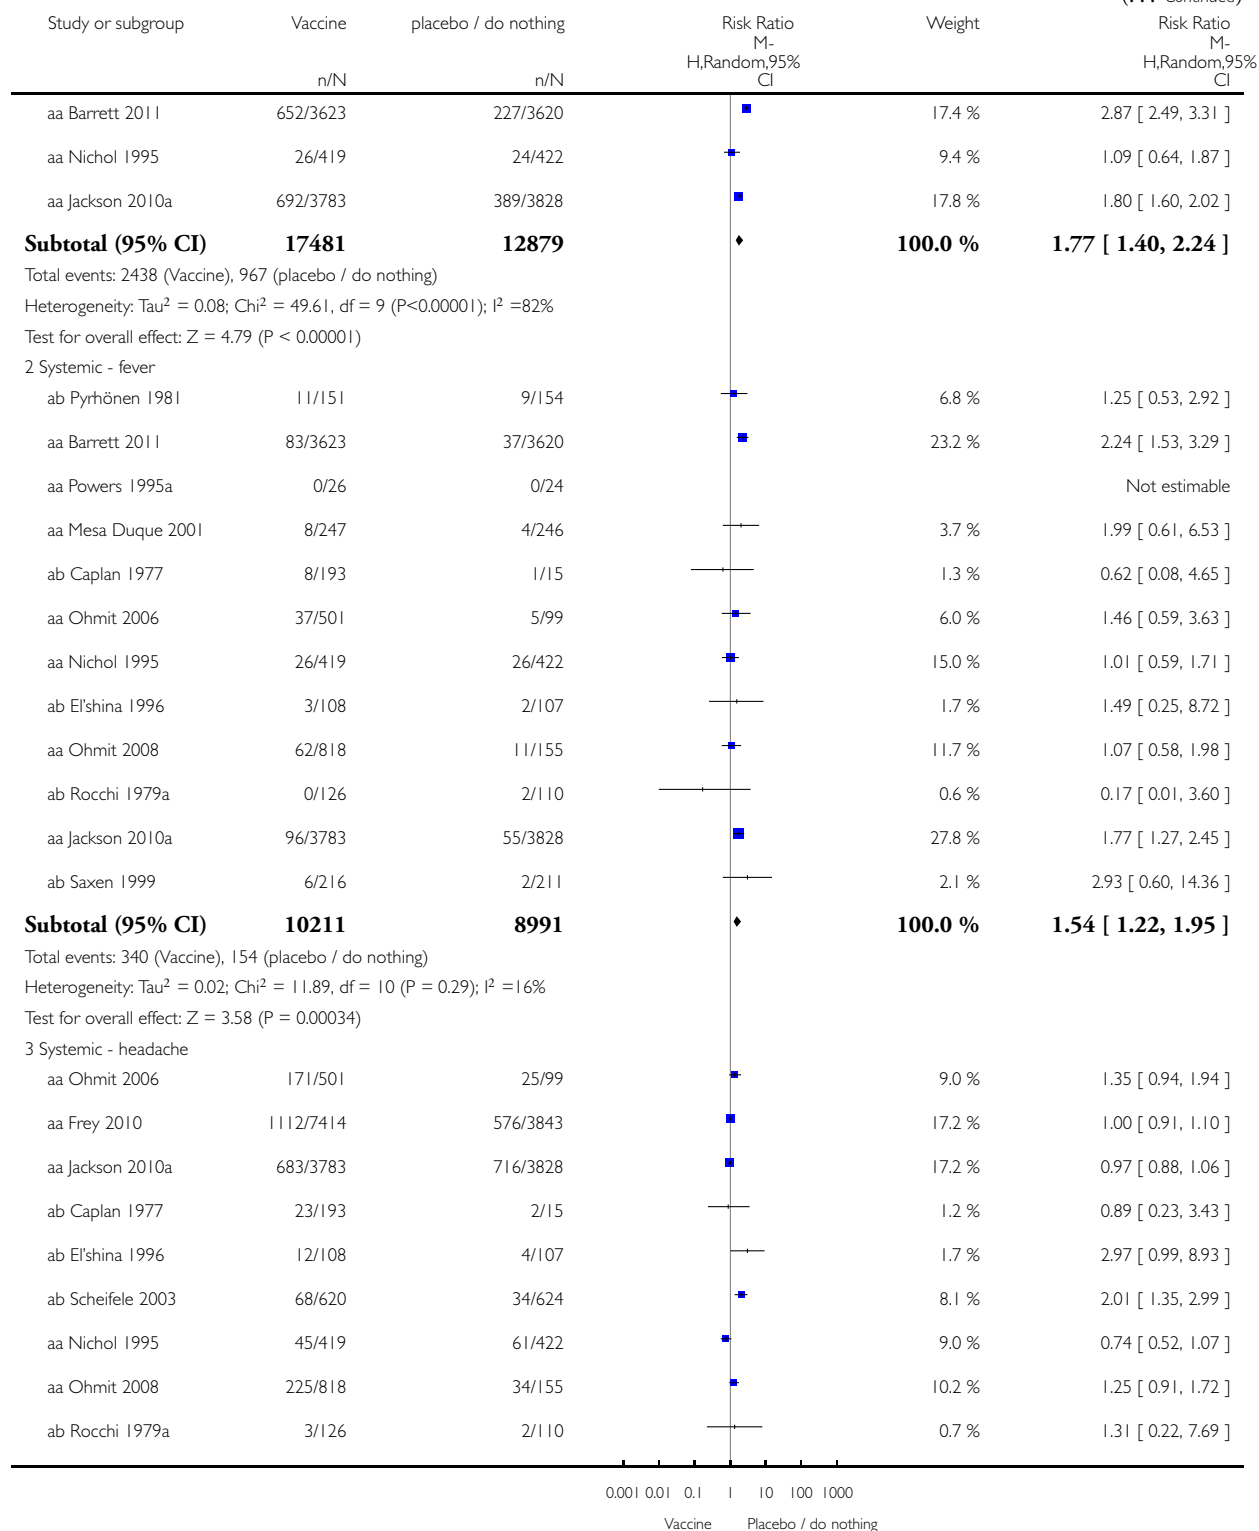 Continued)
Study or subgroup Vaccine placebo / do nothing Risk Ratio Weight Risk Ratio
M- M-
H,Random,95% H,Random,95%
n/N n/N CI CI
aa Barrett 2011 652/3623 227/3620 17.4 % 2.87 [ 2.49, 3.31 ]
aa Nichol 1995 26/419 24/422 9.4 % 1.09 [ 0.64, 1.87 ]
aa Jackson 2010a 692/3783 389/3828 17.8 % 1.80 [ 1.60, 2.02 ]
Subtotal (95% CI) 17481 12879 100.0 % 1.77 [ 1.40, 2.24 ]
Total events: 2438 (Vaccine), 967 (placebo / do nothing)
Heterogeneity: Tau² = 0.08; Chi² = 49.61, df = 9 (P<0.00001); I² =82%
Test for overall effect: Z = 4.79 (P < 0.00001)
2 Systemic - fever
ab Pyrhönen 1981 11/151 9/154 6.8 % 1.25 [ 0.53, 2.92 ]
aa Barrett 2011 83/3623 37/3620 23.2 % 2.24 [ 1.53, 3.29 ]
aa Powers 1995a 0/26 0/24 Not estimable
aa Mesa Duque 2001 8/247 4/246 3.7 % 1.99 [ 0.61, 6.53 ]
ab Caplan 1977 8/193 1/15 1.3 % 0.62 [ 0.08, 4.65 ]
aa Ohmit 2006 37/501 5/99 6.0 % 1.46 [ 0.59, 3.63 ]
aa Nichol 1995 26/419 26/422 15.0 % 1.01 [ 0.59, 1.71 ]
ab El'shina 1996 3/108 2/107 1.7 % 1.49 [ 0.25, 8.72 ]
aa Ohmit 2008 62/818 11/155 11.7 % 1.07 [ 0.58, 1.98 ]
ab Rocchi 1979a 0/126 2/110 0.6 % 0.17 [ 0.01, 3.60 ]
aa Jackson 2010a 96/3783 55/3828 27.8 % 1.77 [ 1.27, 2.45 ]
ab Saxen 1999 6/216 2/211 2.1 % 2.93 [ 0.60, 14.36 ]
Subtotal (95% CI) 10211 8991 100.0 % 1.54 [ 1.22, 1.95 ]
Total events: 340 (Vaccine), 154 (placebo / do nothing)
Heterogeneity: Tau² = 0.02; Chi² = 11.89, df = 10 (P = 0.29); I² =16%
Test for overall effect: Z = 3.58 (P = 0.00034)
3 Systemic - headache
aa Ohmit 2006 171/501 25/99 9.0 % 1.35 [ 0.94, 1.94 ]
aa Frey 2010 1112/7414 576/3843 17.2 % 1.00 [ 0.91, 1.10 ]
aa Jackson 2010a 683/3783 716/3828 17.2 % 0.97 [ 0.88, 1.06 ]
ab Caplan 1977 23/193 2/15 1.2 % 0.89 [ 0.23, 3.43 ]
ab El'shina 1996 12/108 4/107 1.7 % 2.97 [ 0.99, 8.93 ]
ab Scheifele 2003 68/620 34/624 8.1 % 2.01 [ 1.35, 2.99 ]
aa Nichol 1995 45/419 61/422 9.0 % 0.74 [ 0.52, 1.07 ]
aa Ohmit 2008 225/818 34/155 10.2 % 1.25 [ 0.91, 1.72 ]
ab Rocchi 1979a 3/126 2/110 0.7 % 1.31 [ 0.22, 7.69 ]
0.001 0.01 0.1 1 10 100 1000
Vaccine Placebo / do nothing